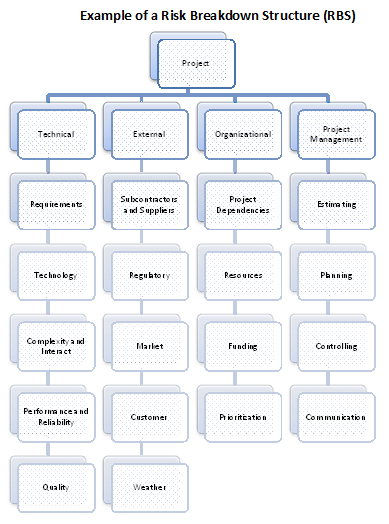 Example of a Risk Breakdown Structure (RBS)
Project
Technical
External
Organizational
Project
Management
Requirements
Subcontractors
and Suppliers
Project
Dependencies
Estimating
Technology
Regulatory
Resources
Planning
Complexity and
Interact
Market
Funding
Controlling
Performance and
Reliability
Customer
Prioritization
Communication
Quality
Weather